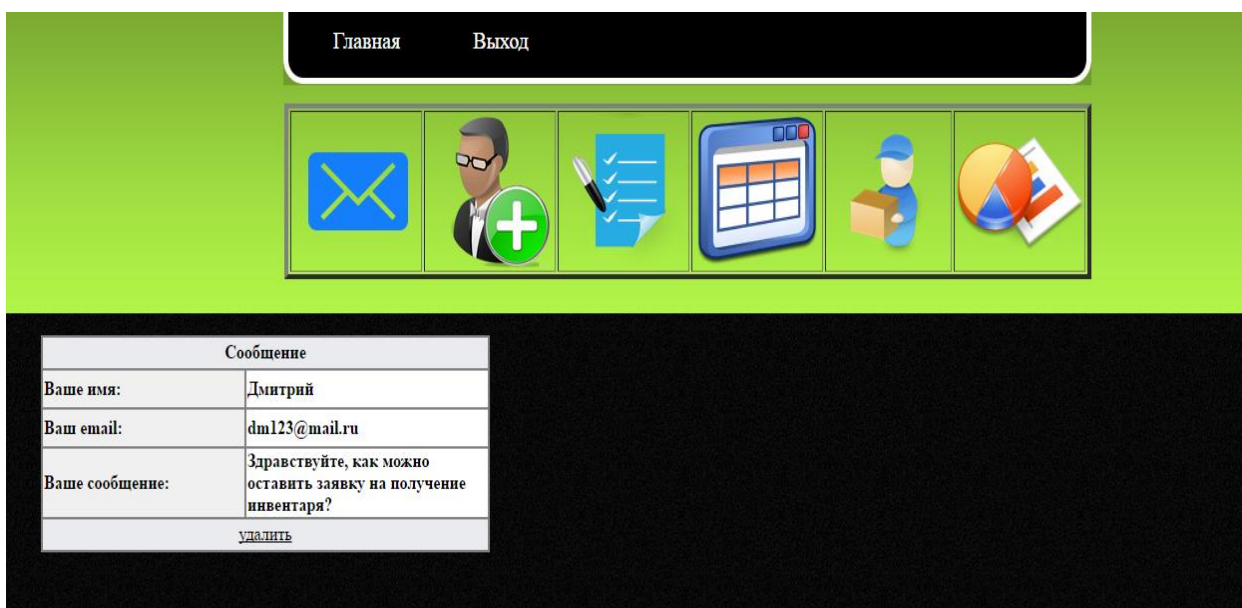 Главная Выход
Сообщение
Ваше имя: Дмитрий
Ваш email: dm123@mail.ru
Ваше сообщение: Здравствуйте, как можно
оставить заявку на получение
инвентаря?
удалить